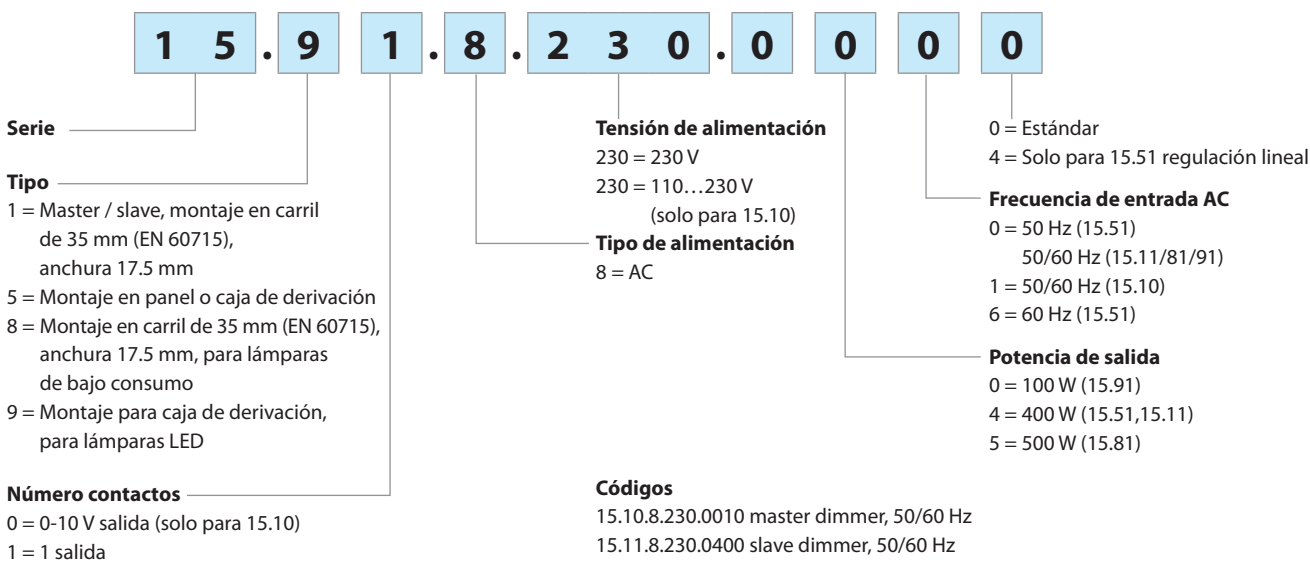 1 5 . 9 1 . 8 . 2 3 0 . 0 0 0 0
Serie
Tipo
1 = Master / slave, montaje en carril
de 35 mm (EN 60715),
anchura 17.5 mm
5 = Montaje en panel o caja de derivación
8 = Montaje en carril de 35 mm (EN 60715),
anchura 17.5 mm, para lámparas
de bajo consumo
9 = Montaje para caja de derivación,
para lámparas LED
Número contactos
0 = 0-10 V salida (solo para 15.10)
1 = 1 salida
Tensión de alimentación
230 = 230 V
230 = 110…230 V
(solo para 15.10)
Tipo de alimentación
8 = AC
0 = Estándar
4 = Solo para 15.51 regulación lineal
Frecuencia de entrada AC
0 = 50 Hz (15.51)
50/60 Hz (15.11/81/91)
1 = 50/60 Hz (15.10)
6 = 60 Hz (15.51)
Potencia de salida
0 = 100 W (15.91)
4 = 400 W (15.51,15.11)
5 = 500 W (15.81)
Códigos
15.10.8.230.0010 master dimmer, 50/60 Hz
15.11.8.230.0400 slave dimmer, 50/60 Hz